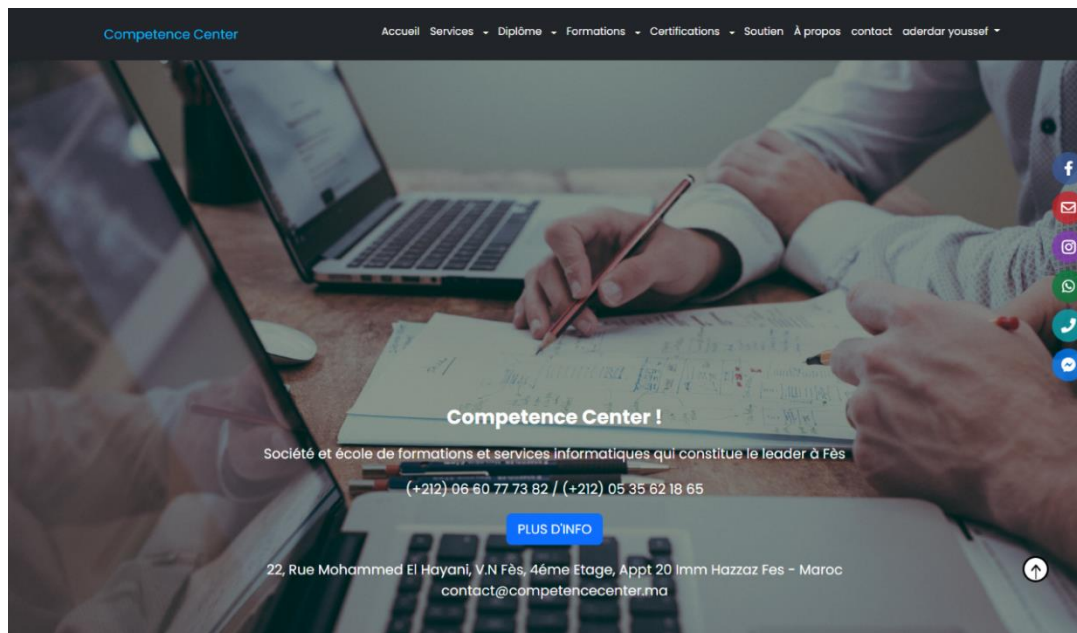 Competence Center
Accueil Services Diplôme Formations Certifications Soutien À propos contact aderdar youssef
Competence Center !
Société et école de formations et services informatiques qui constitue le leader à Fès
(+212) 06 60 77 73 82 / (+212) 05 35 62 18 65
PLUS D'INFO
22, Rue Mohammed El Hayani, V.N Fès, 4éme Etage, Appt 20 Imm Hazzaz Fes - Maroc
contact@competencecenter.ma